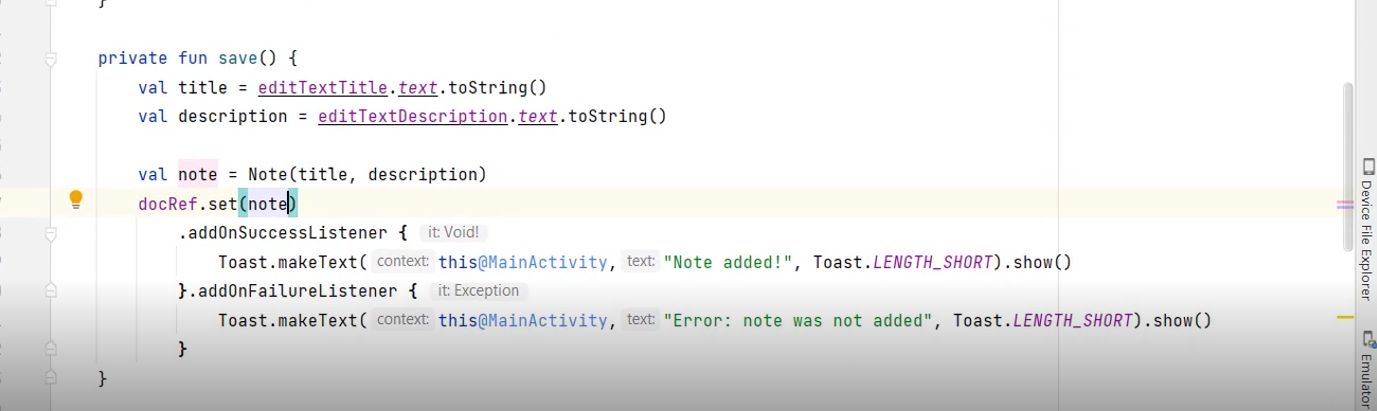 }
private fun save() {
val title = editTextTitle.text.toString()
val description = editTextDescription.text.toString()
val note = Note(title, description)
docRef.set(note)
.addOnSuccessListener { it: Void!
Toast.makeText( context: this@MainActivity, text: "Note added!", Toast.LENGTH_SHORT).show()
}.addOnFailureListener { it: Exception
Toast.makeText( context: this@MainActivity, text: "Error: note was not added", Toast.LENGTH_SHORT).show()
}
}
Device File Explorer
Emulator